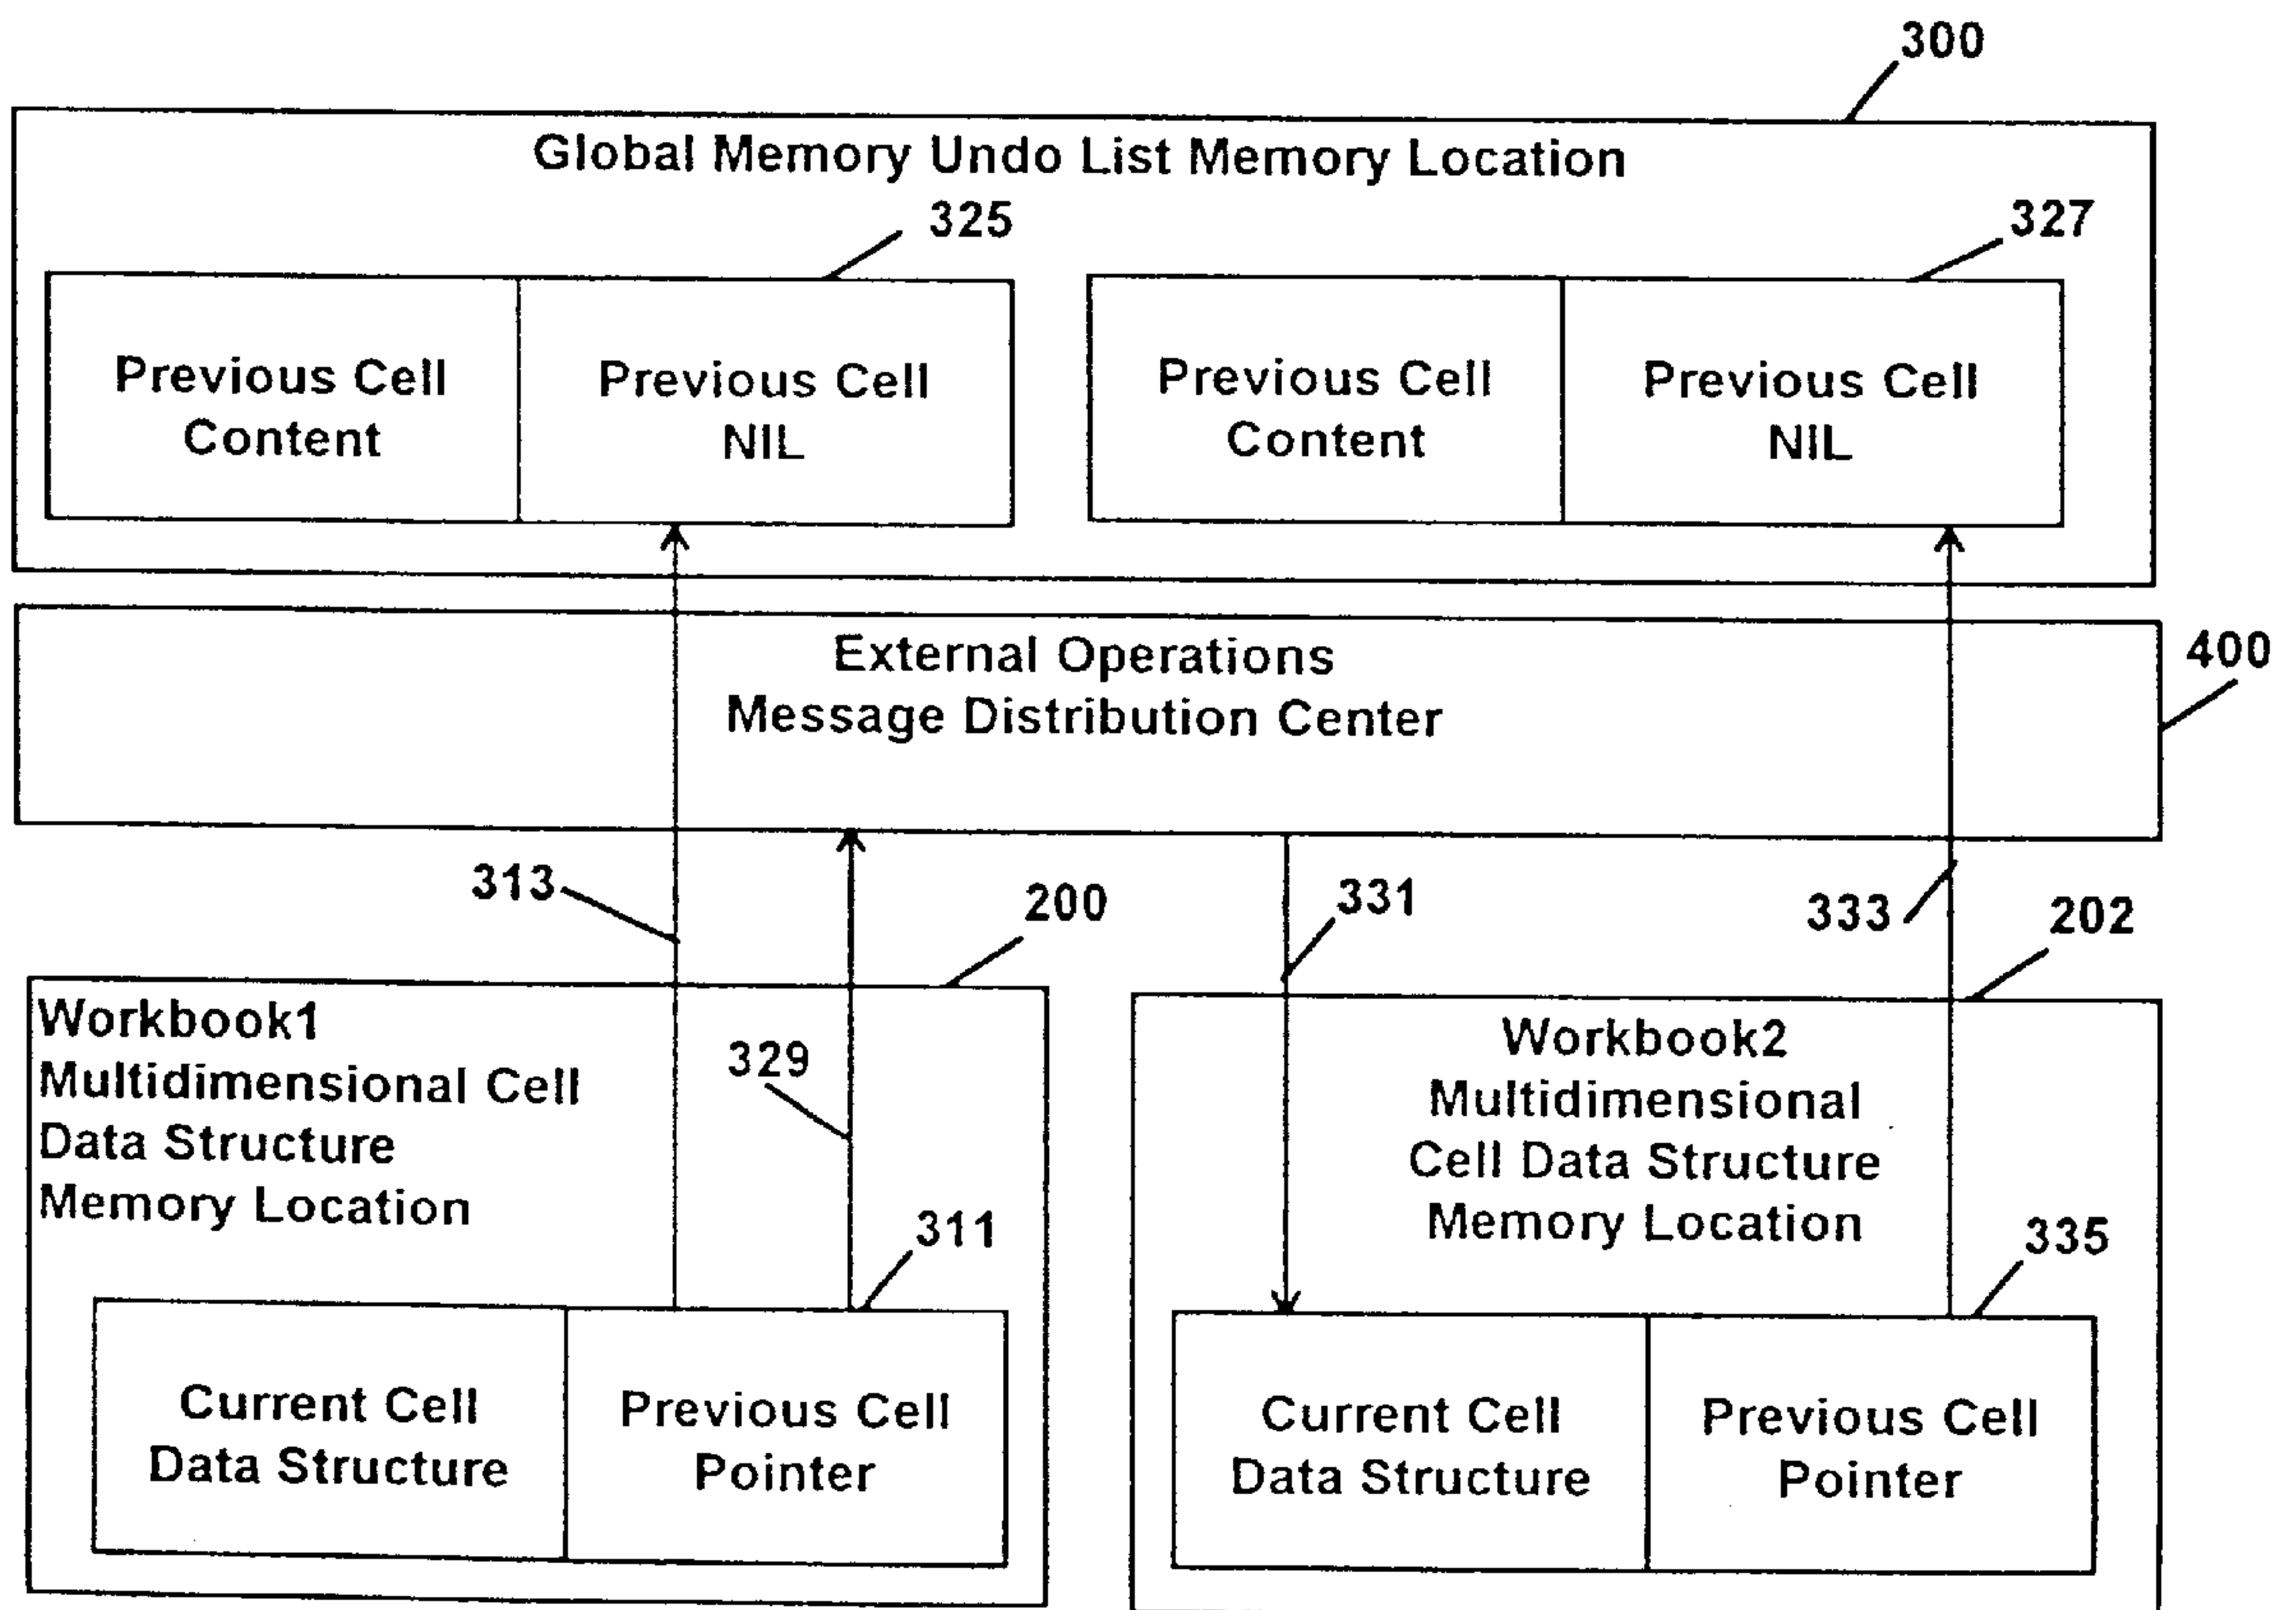 300
Global Memory Undo List Memory Location
325
327
Previous Cell
Content
Previous Cell
NIL
Previous Cell
Content
Previous Cell
NIL
External Operations
Message Distribution Center
400
313
200
331
333
202
Workbook1
Multidimensional Cell
Data Structure
Memory Location
329
311
Workbook2
Multidimensional
Cell Data Structure
Memory Location
335
Current Cell
Data Structure
Previous Cell
Pointer
Current Cell
Data Structure
Previous Cell
Pointer